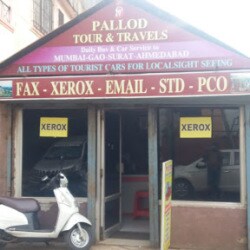 PALLOD
TOUR & TRAVELS
Daily Bus & Car Service to
MUMBAI-GAO-SURAT-AHMEDABAD
ALL TYPES OF TOURIST CARS FOR LOCALSIGHT SEEING
FAX - XEROX - EMAIL - STD - PCO
XEROX
XEROX